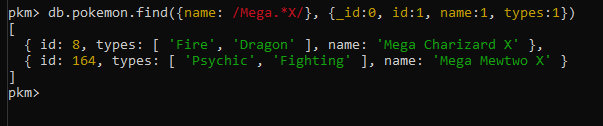 pkm> db.pokemon.find({name: /Mega.*X/}, {_id:0, id:1, name:1, types:1})
[
  { id: 8, types: [ 'Fire', 'Dragon' ], name: 'Mega Charizard X' },
  { id: 164, types: [ 'Psychic', 'Fighting' ], name: 'Mega Mewtwo X' }
]
pkm>